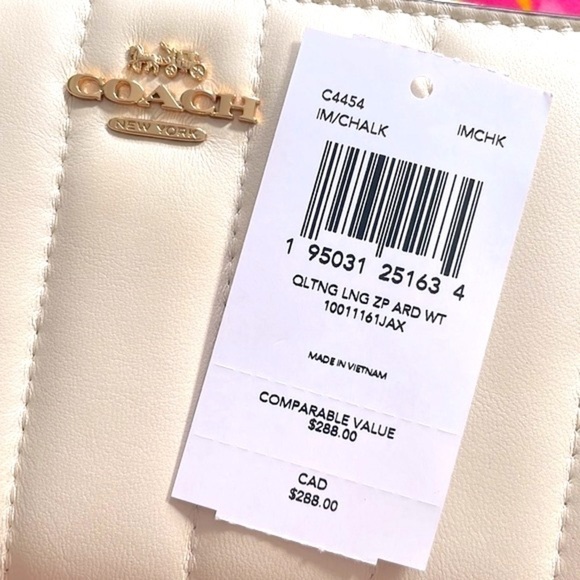 COACH
NEW YORK
C4454
IM/CHALK IMCHK
1 95031 25163 4
QLTNG LNG ZP ARD WT
10011161JAX
MADE IN VIETNAM
COMPARABLE VALUE
$288.00
CAD
$288.00